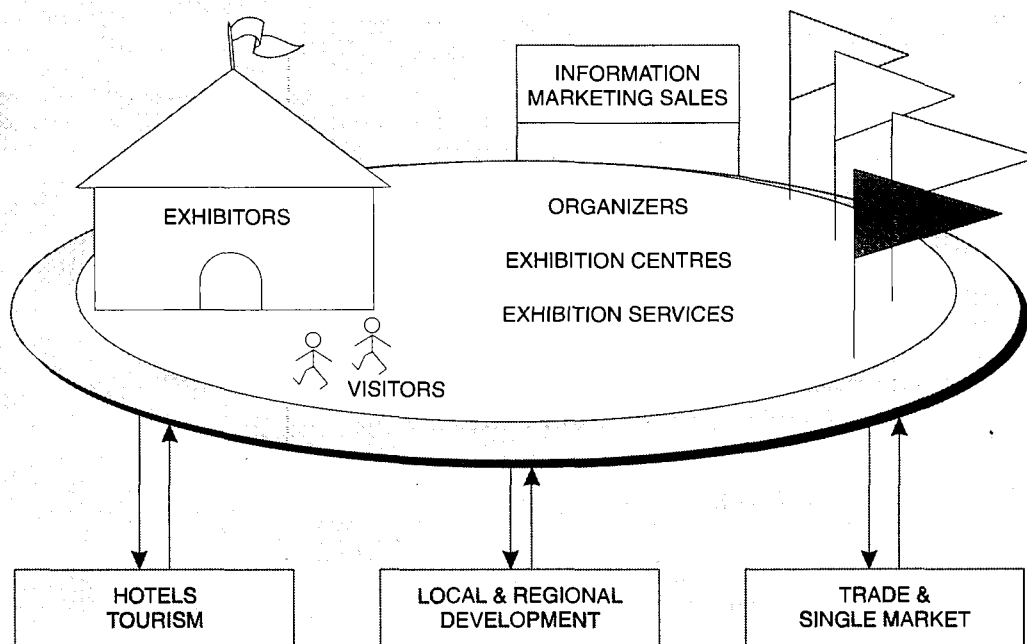 INFORMATION
MARKETING SALES
EXHIBITORS
ORGANIZERS
EXHIBITION CENTRES
EXHIBITION SERVICES
VISITORS
HOTELS
TOURISM
LOCAL & REGIONAL
DEVELOPMENT
TRADE &
SINGLE MARKET